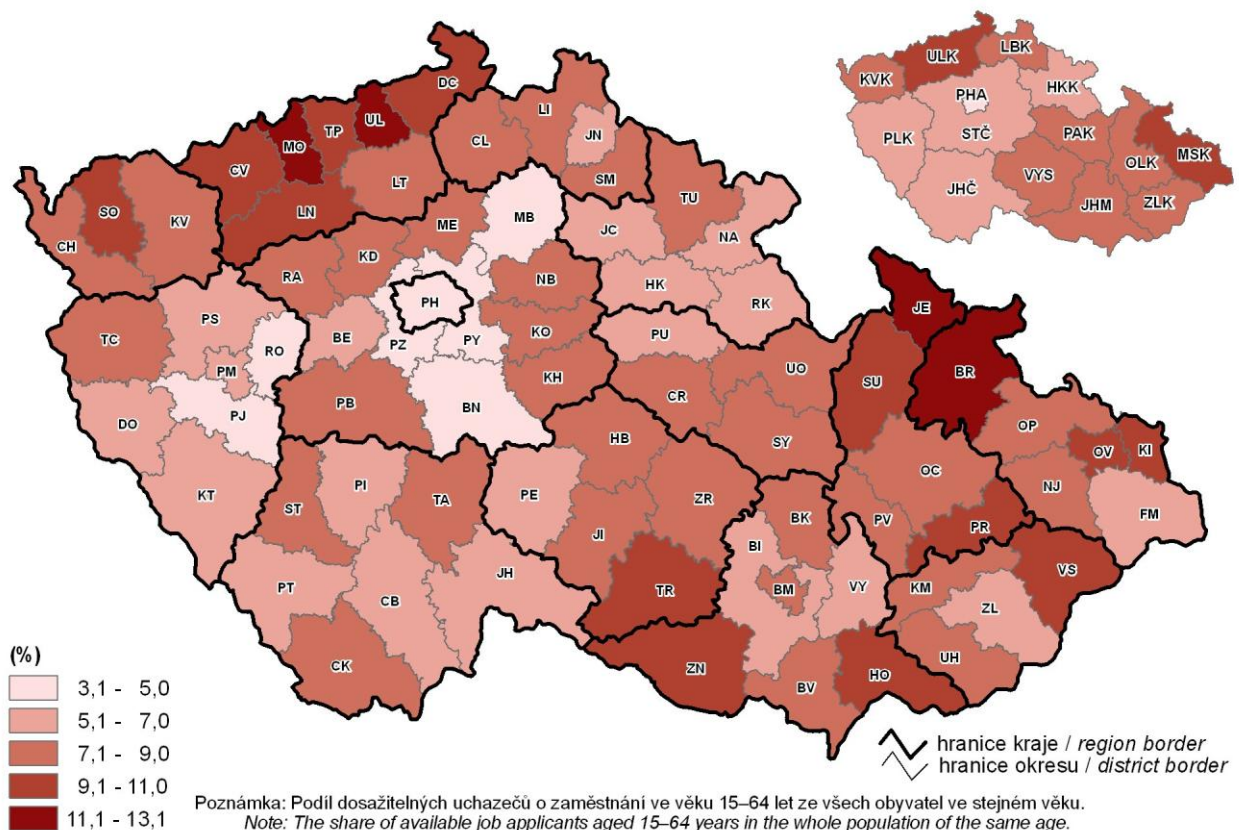 DC
LBK
ULK
KVK
HKK
PHA
UL
LI
TP
JN
MO
STČ
PAK
PLK
MSK
CL
CV
OLK
LT
SM
VYS
JHČ
TU
ZLK
JHM
LN
SO
MB
KV
ME
JC
NA
CH
KD
RA
NB
HK
PH
RK
JE
PS
KO
PU
TC
BE
PZ
PY
RO
UO
BR
PM
KH
SU
CR
PB
BN
PJ
DO
OP
HB
SY
OV
KI
OC
NJ
KT
PI
PE
TA
ZR
ST
FM
BK
PV
PR
JI
BI
VS
PT
JH
KM
VY
BM
TR
CB
ZL
UH
CK
ZN
HO
BV
(%)
3,1 - 5,0
5,1 - 7,0
7,1 - 9,0
9,1 - 11,0
11,1 - 13,1
hranice kraje / region border
hranice okresu / district border
Poznámka: Podíl dosažitelných uchazečů o zaměstnání ve věku 15–64 let ze všech obyvatel ve stejném věku.
Note: The share of available job applicants aged 15–64 years in the whole population of the same age.